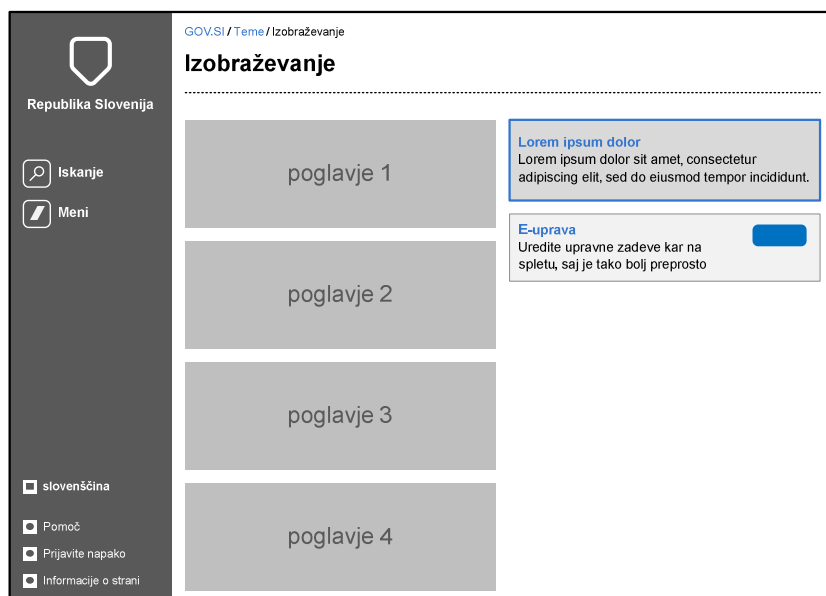 Republika Slovenija
Iskanje
Meni
slovenščina
Pomoč
Prijavite napako
Informacije o strani
GOV.SI / Teme / Izobraževanje
Izobraževanje
poglavje 1
poglavje 2
poglavje 3
poglavje 4
Lorem ipsum dolor
Lorem ipsum dolor sit amet, consectetur
adipiscing elit, sed do eiusmod tempor incididunt.
E-uprava
Uredite upravne zadeve kar na
spletu, saj je tako bolj preprosto